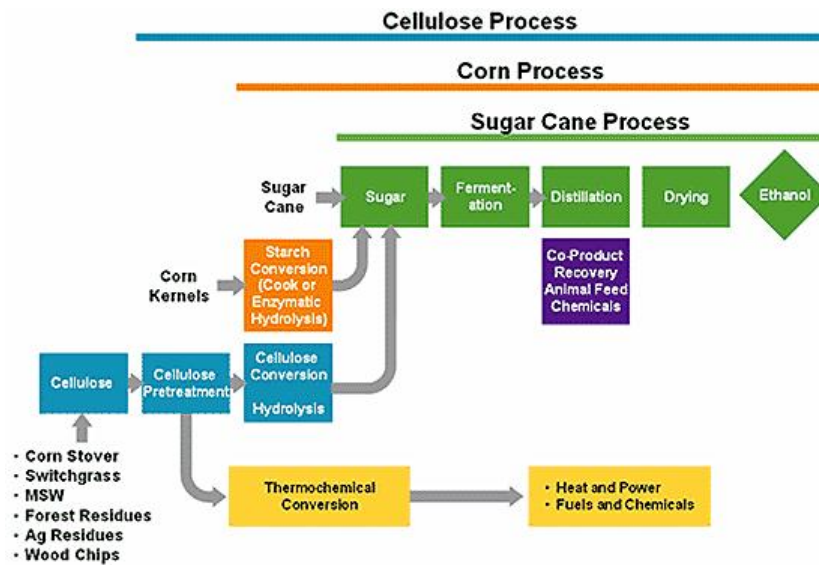 Cellulose Process
Corn Process
Sugar Cane Process
Sugar
Cane
Sugar
Ferment-
ation
Distillation
Drying
Ethanol
Corn
Kernels
Starch
Conversion
(Cook or
Enzymatic
Hydrolysis)
Co-Product
Recovery
Animal Feed
Chemicals
Cellulose
Cellulose
Pretreatment
Cellulose
Conversion
Hydrolysis
• Corn Stover
• Switchgrass
• MSW
• Forest Residues
• Ag Residues
• Wood Chips
Thermochemical
Conversion
• Heat and Power
• Fuels and Chemicals